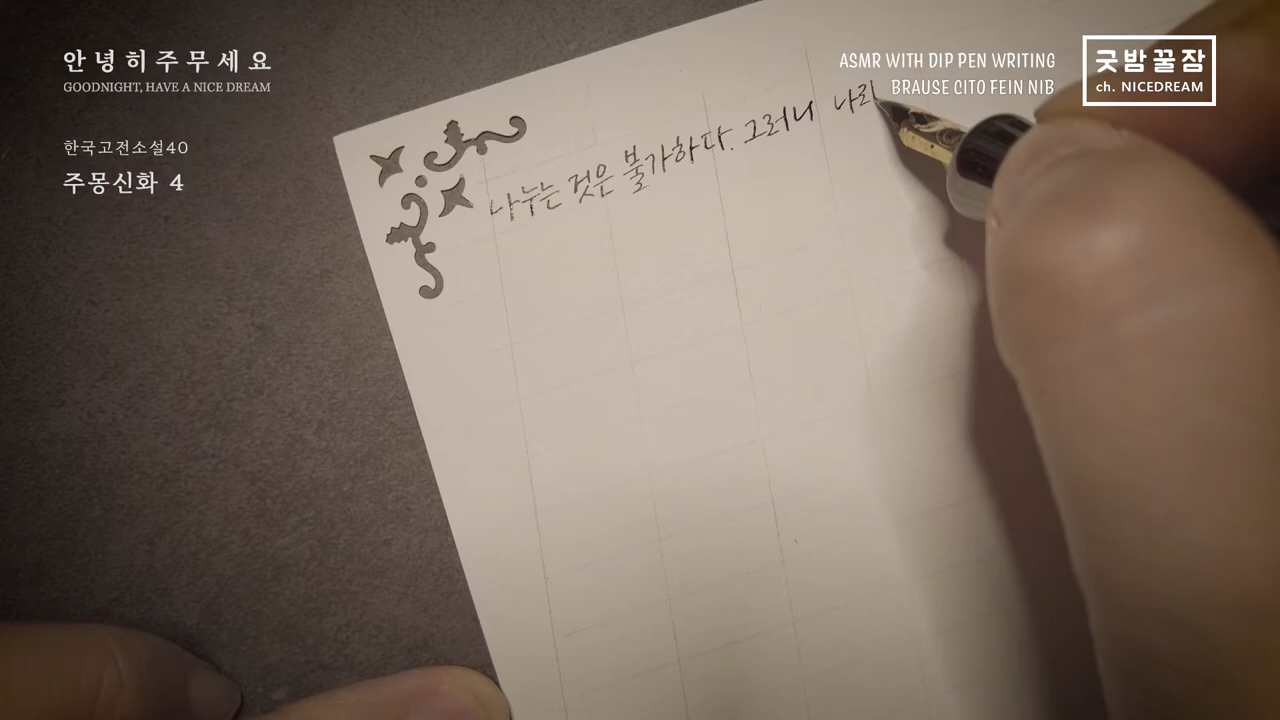 안녕히주무세요
GOODNIGHT, HAVE A NICE DREAM
한국고전소설40
주몽신화 4
ASMR WITH DIP PEN WRITING
BRAUSE CITO FEIN NIB
굿밤꿀잠
ch. NICEDREAM
나누는 것은 불가하다. 그러니 나라